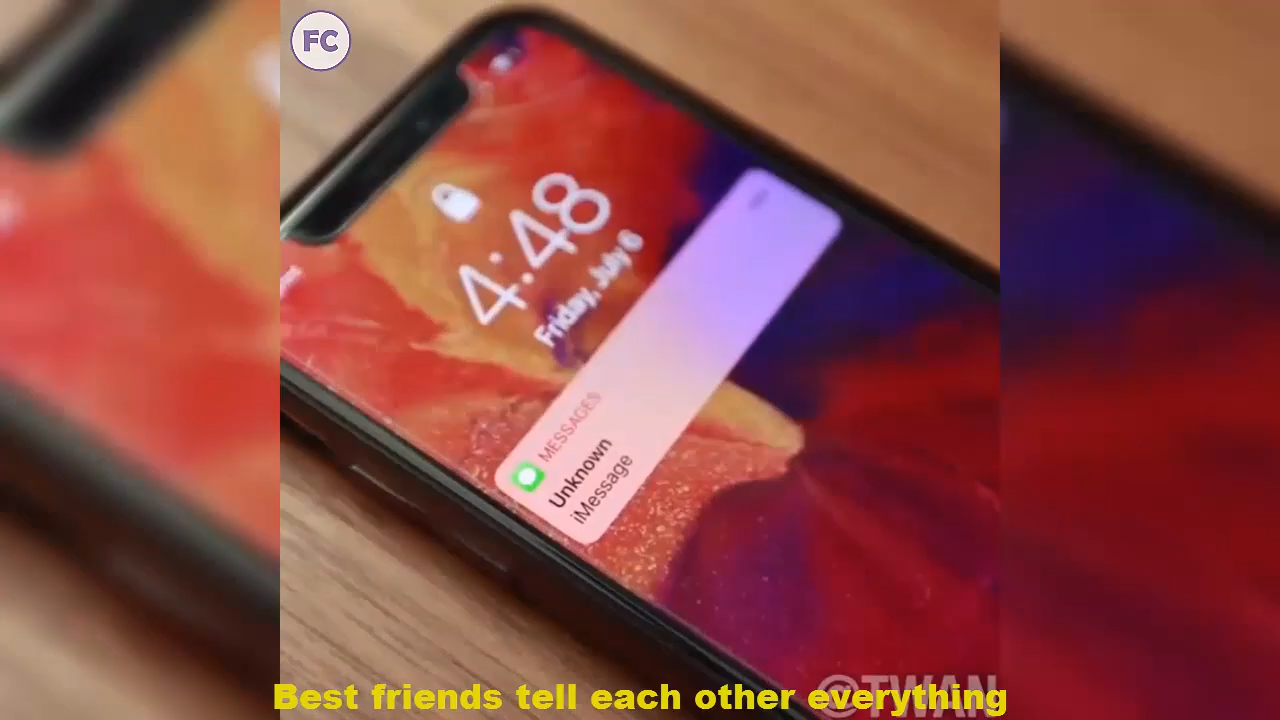 FC
4:48
Friday, July 6
MESSAGES
Unknown
iMessage
@TWAN
Best friends tell each other everything